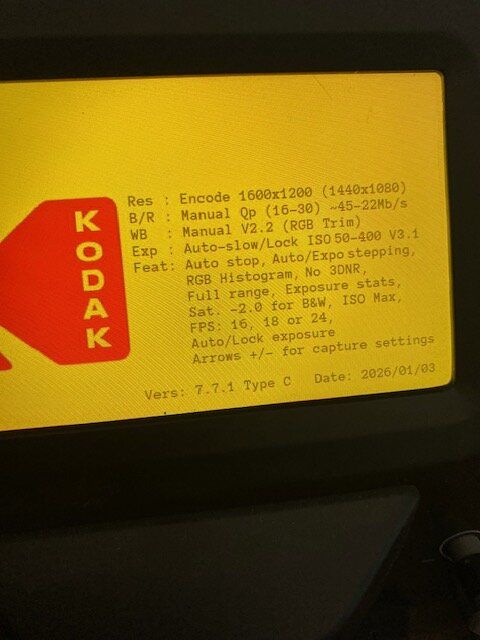 KODAK
Res : Encode 1600x1200 (1440x1080)
B/R : Manual Qp (16-30) ~45-22Mb/s
WB : Manual V2.2 (RGB Trim)
Exp : Auto-slow/Lock ISO50-400 V3.1
Feat: Auto stop, Auto/Expo stepping,
RGB Histogram, No 3DNR,
Full range, Exposure stats,
Sat. -2.0 for B&W, ISO Max,
FPS: 16, 18 or 24,
Auto/Lock exposure
Arrows +/- for capture settings
Vers: 7.7.1 Type C Date: 2026/01/03